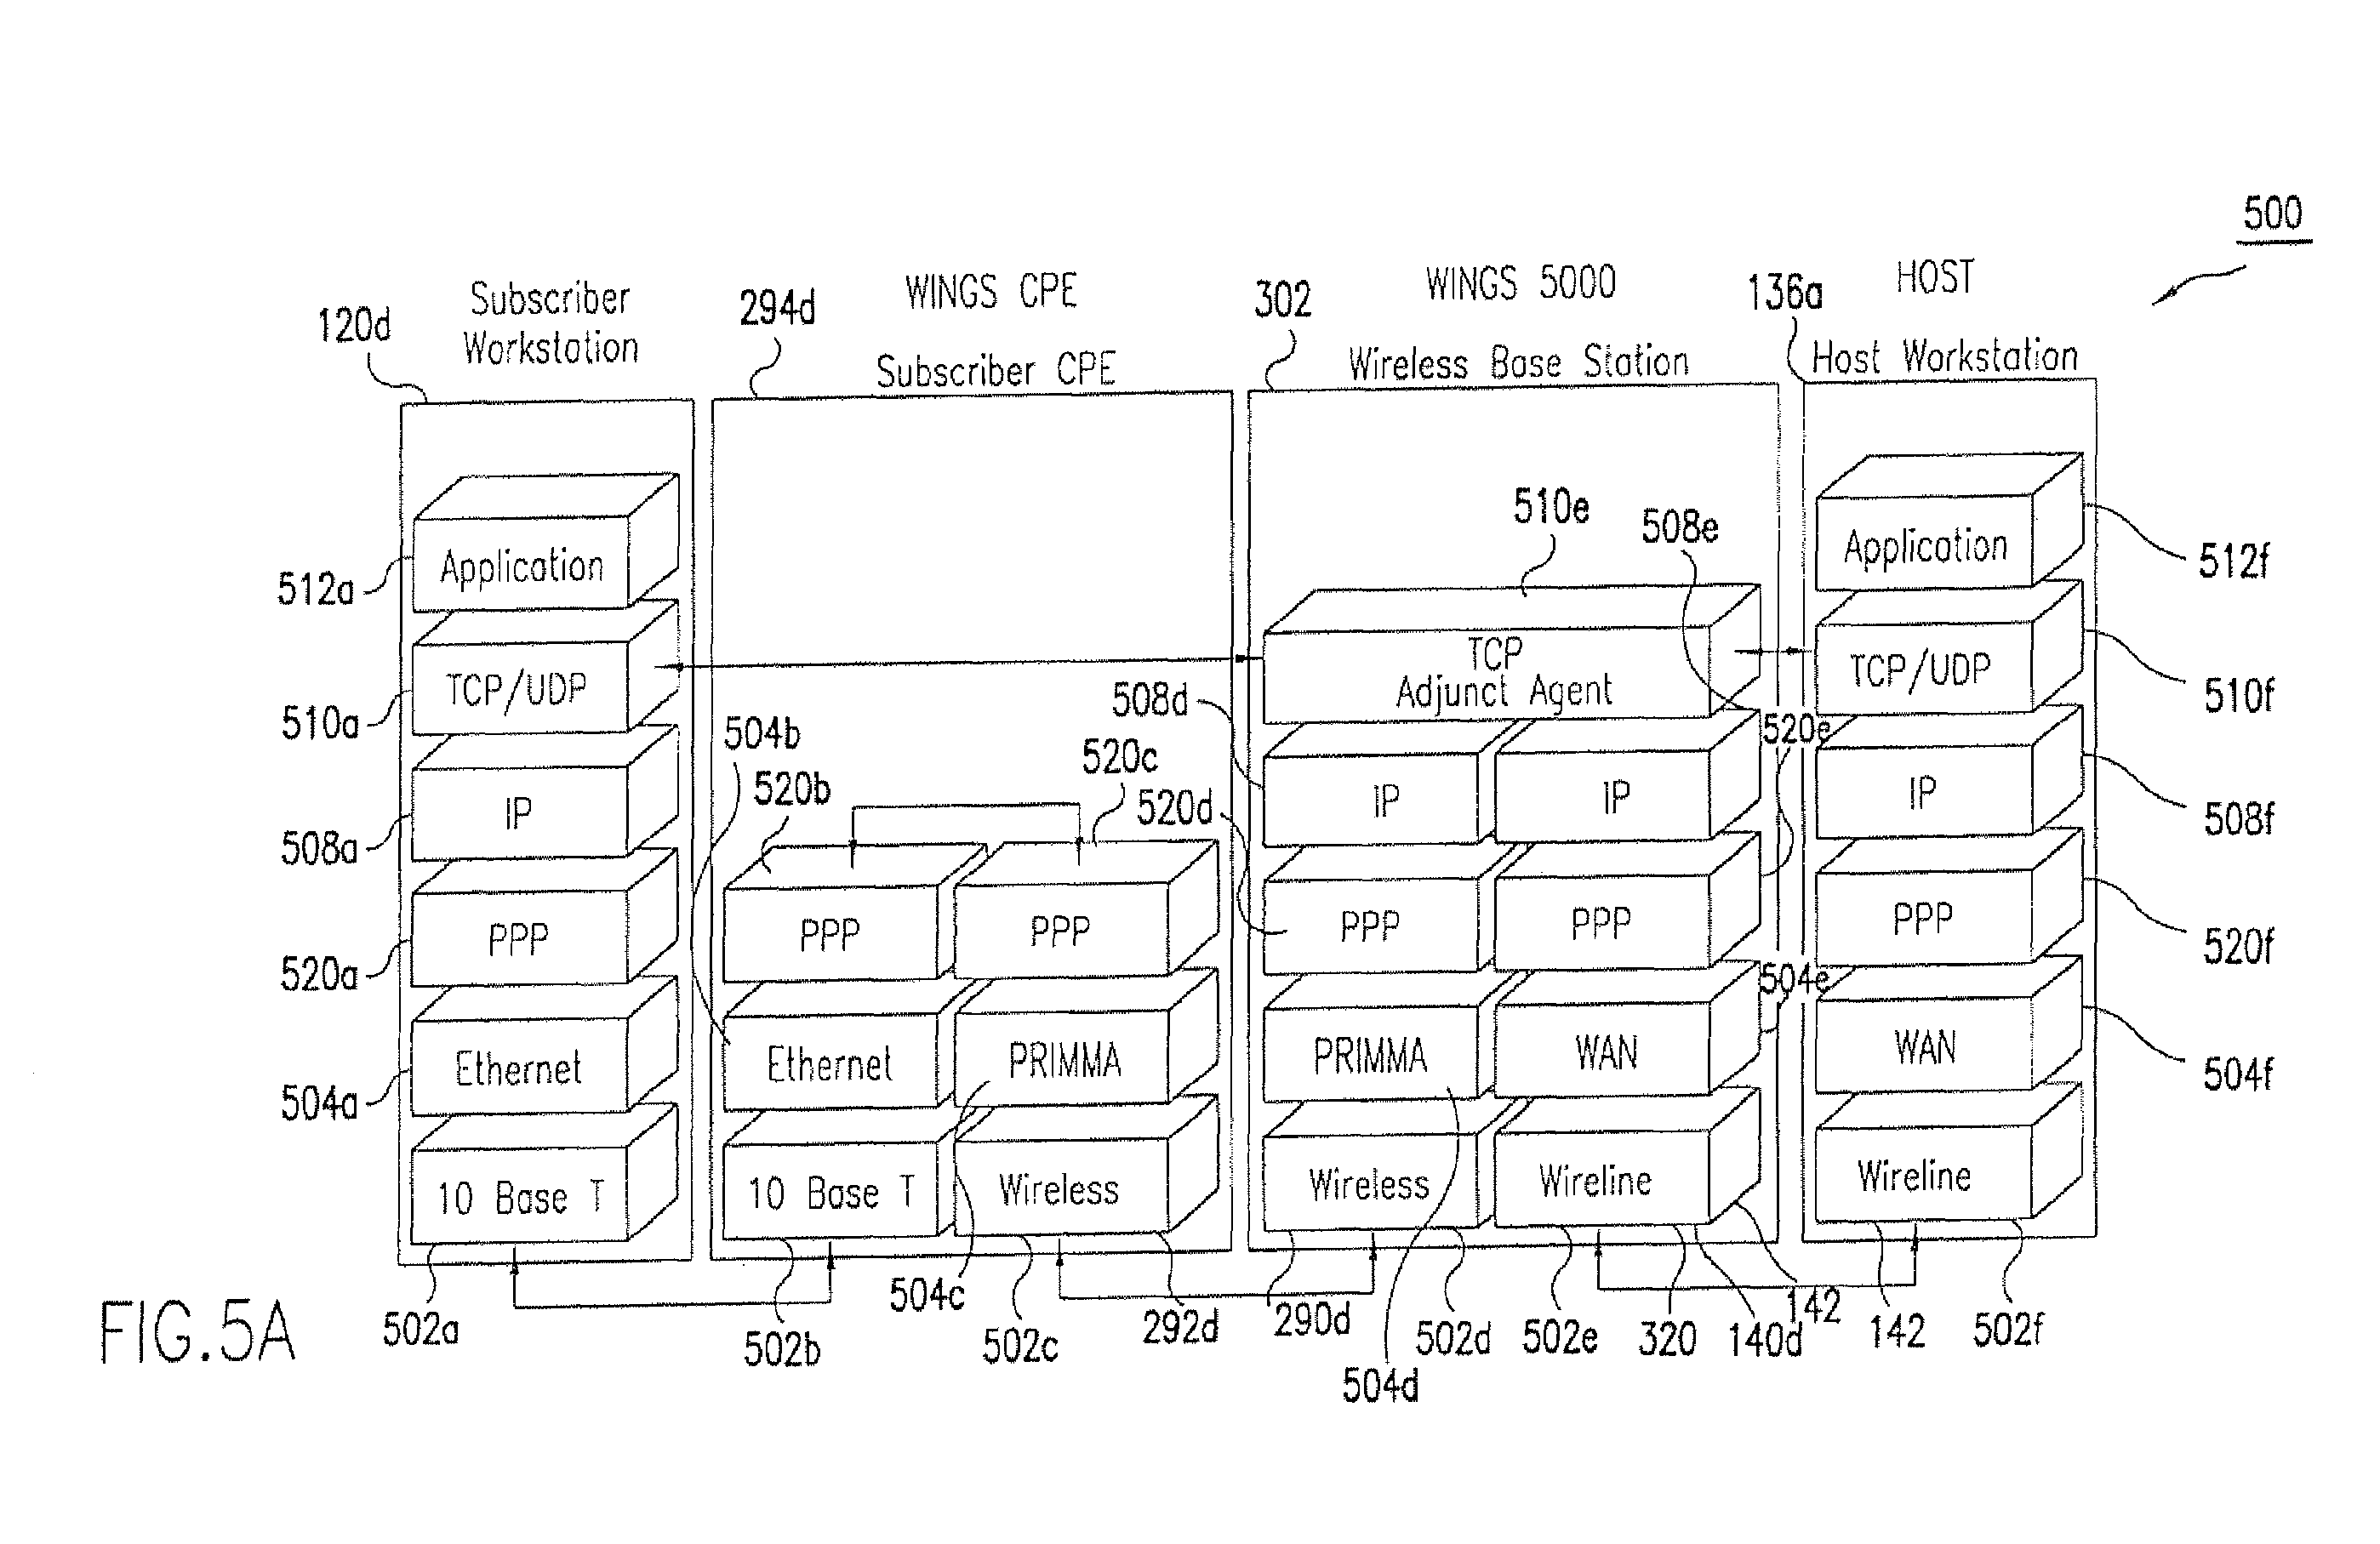 500
Subscriber
Workstation
120d
WINGS CPE
294d
Subscriber CPE
WINGS 5000
302
Wireless Base Station
HOST
136a
Host Workstation
Application
512a
TCP/UDP
510a
IP
508a
PPP
520a
Ethernet
504a
10 Base T
502a
504b
520b
520c
PPP
PPP
Ethernet
PRIMMA
10 Base T
Wireless
502b
504c
502c
292d
510e
508e
TCP
Adjunct Agent
508d
IP
IP
520d
520e
PPP
PPP
504e
PRIMMA
WAN
Wireless
Wireline
290d
504d
502d
502e
320
140d
142
Application
512f
TCP/UDP
510f
IP
508f
PPP
520f
WAN
504f
Wireline
142
502f
FIG.5A